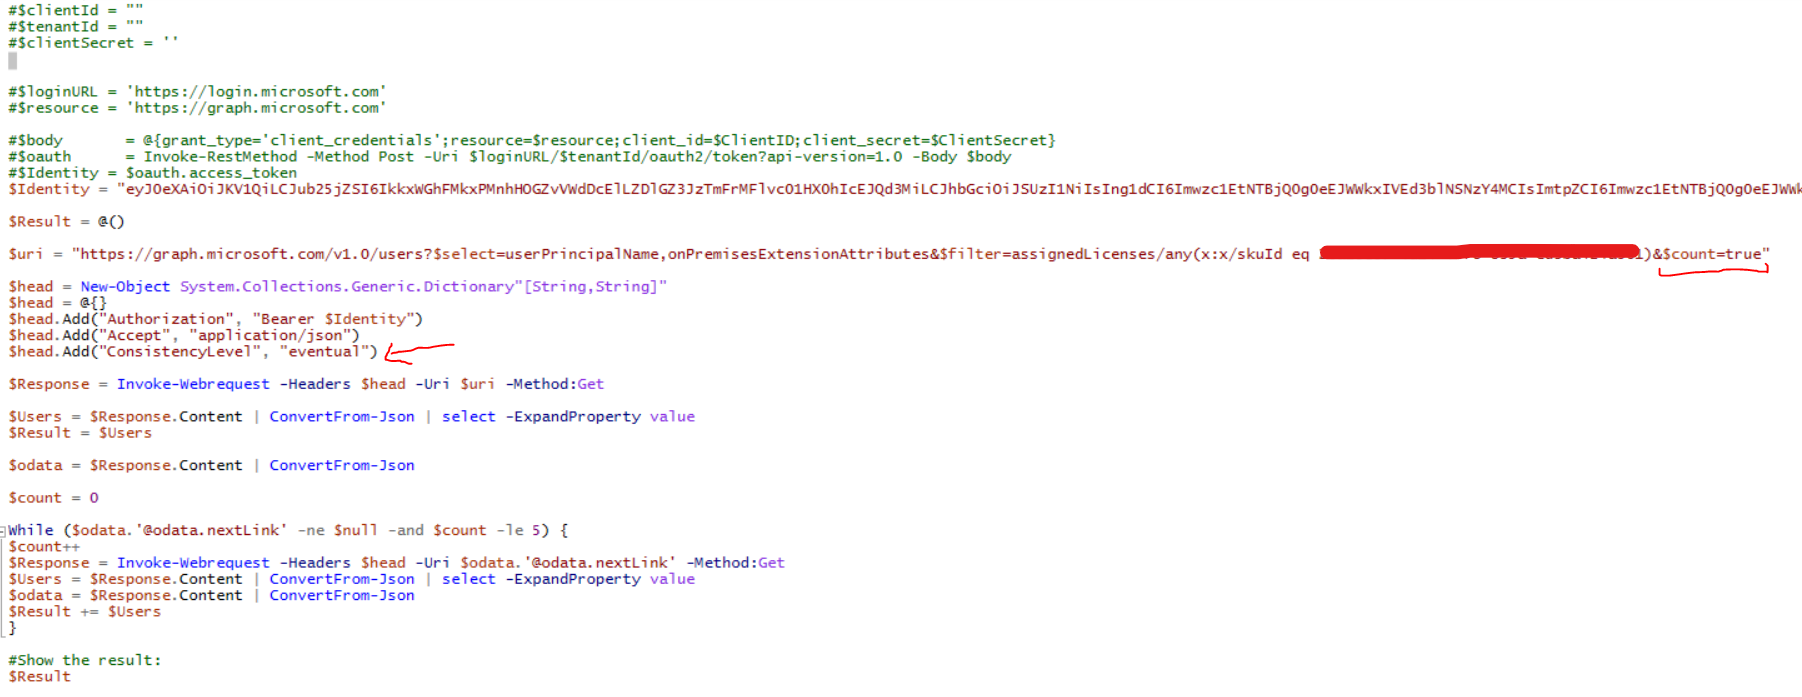 #$clientId = ""
#$tenantId = ""
#$clientSecret = ''
#$loginURL = 'https://login.microsoft.com'
#$resource = 'https://graph.microsoft.com'
#$body       = @{grant_type='client_credentials';resource=$resource;client_id=$ClientID;client_secret=$ClientSecret}
#$oauth      = Invoke-RestMethod -Method Post -Uri $loginURL/$tenantId/oauth2/token?api-version=1.0 -Body $body
#$Identity = $oauth.access_token
$Identity =
$Result = @()
$uri = "https://graph.microsoft.com/v1.0/users?$select=userPrincipalName,onPremisesExtensionAttributes&$filter=assignedLicenses/any(x:x/skuId eq )&$count=true"
$head = New-Object System.Collections.Generic.Dictionary"[String,String]"
$head = @{}
$head.Add("Authorization", "Bearer $Identity")
$head.Add("Accept", "application/json")
$head.Add("ConsistencyLevel", "eventual")
$Response = Invoke-Webrequest -Headers $head -Uri $uri -Method:Get
$Users = $Response.Content | ConvertFrom-Json | select -ExpandProperty value
$Result = $Users
$odata = $Response.Content | ConvertFrom-Json
$count = 0
While ($odata.'@odata.nextLink' -ne $null -and $count -le 5) {
$count++
$Response = Invoke-Webrequest -Headers $head -Uri $odata.'@odata.nextLink' -Method:Get
$Users = $Response.Content | ConvertFrom-Json | select -ExpandProperty value
$odata = $Response.Content | ConvertFrom-Json
$Result += $Users
}
#Show the result:
$Result